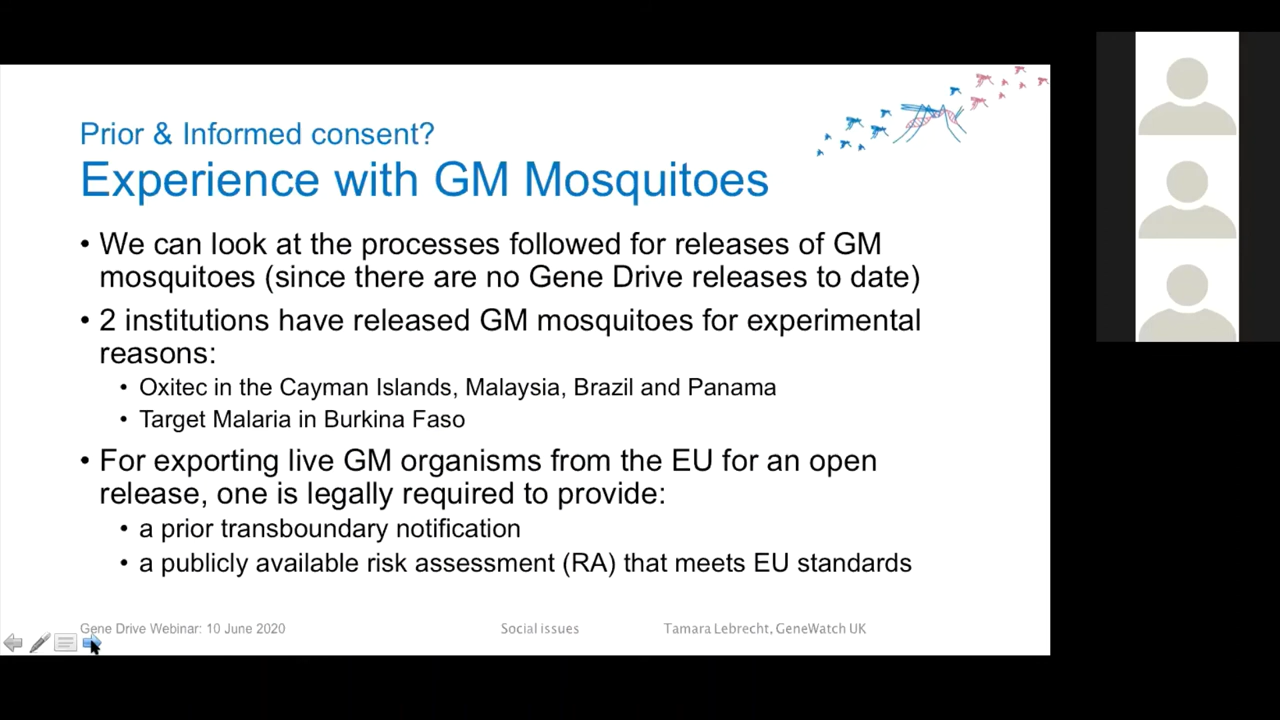 Prior & Informed consent?
Experience with GM Mosquitoes
• We can look at the processes followed for releases of GM
mosquitoes (since there are no Gene Drive releases to date)
• 2 institutions have released GM mosquitoes for experimental
reasons:
• Oxitec in the Cayman Islands, Malaysia, Brazil and Panama
• Target Malaria in Burkina Faso
• For exporting live GM organisms from the EU for an open
release, one is legally required to provide:
• a prior transboundary notification
• a publicly available risk assessment (RA) that meets EU standards
Gene Drive Webinar: 10 June 2020 Social issues Tamara Lebrecht, GeneWatch UK